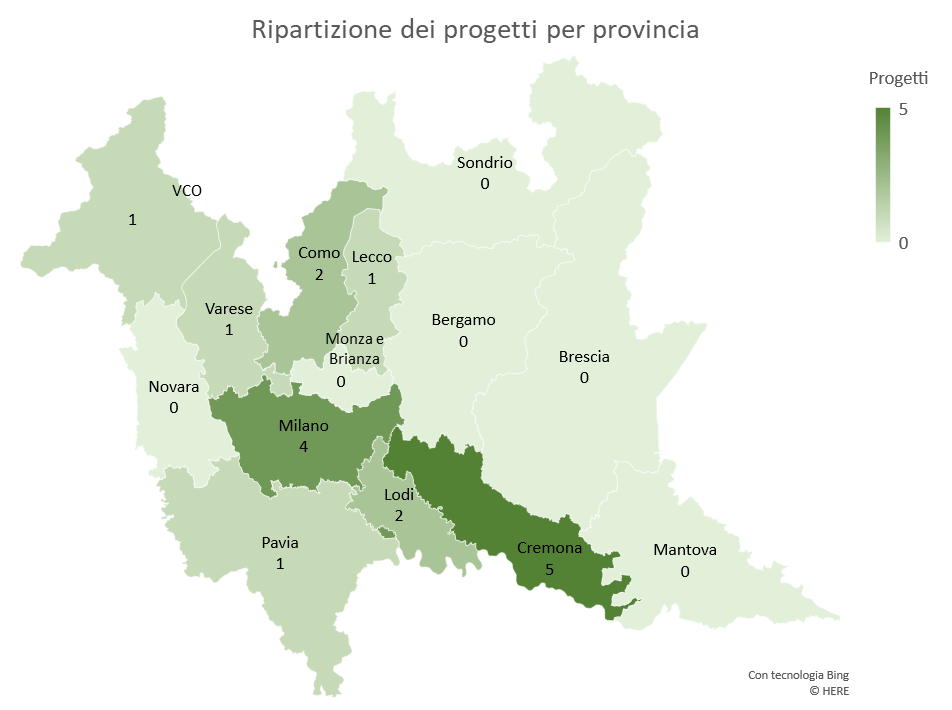 Ripartizione dei progetti per provincia
Progetti
5
0
Sondrio
0
VCO
1
Como
2
Lecco
1
Varese
1
Bergamo
0
Monza e
Brianza
0
Brescia
0
Novara
0
Milano
4
Lodi
2
Pavia
1
Cremona
5
Mantova
0
Con tecnologia Bing
© HERE